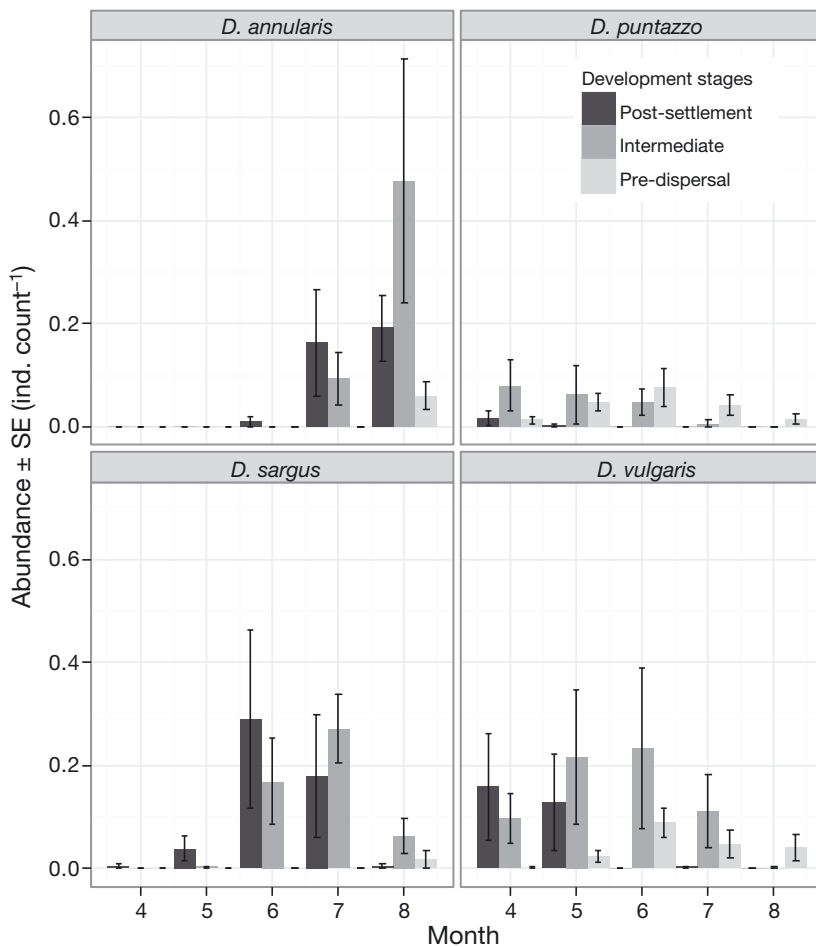 D. annularis
D. puntazzo
Development stages
Post-settlement
Intermediate
Pre-dispersal
0.6
0.4
0.2
0.0
D. sargus
D. vulgaris
0.6
0.4
0.2
0.0
4 5 6 7 8
4 5 6 7 8
Month
Abundance ± SE (ind. count⁻¹)